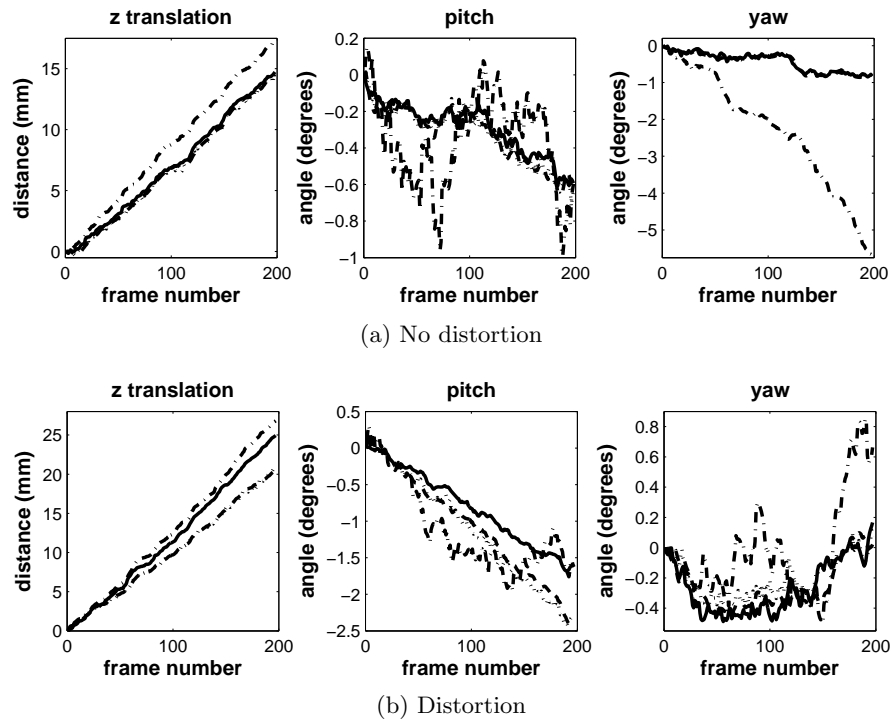 z translation
pitch
yaw
distance (mm)
15
10
5
0
0
100
200
frame number
angle (degrees)
0.2
0
−0.2
−0.4
−0.6
−0.8
−1
0
100
200
frame number
angle (degrees)
0
−1
−2
−3
−4
−5
0
100
200
frame number
(a) No distortion
z translation
pitch
yaw
distance (mm)
25
20
15
10
5
0
0
100
200
frame number
angle (degrees)
0.5
0
−0.5
−1
−1.5
−2
−2.5
0
100
200
frame number
angle (degrees)
0.8
0.6
0.4
0.2
0
−0.2
−0.4
0
100
200
frame number
(b) Distortion